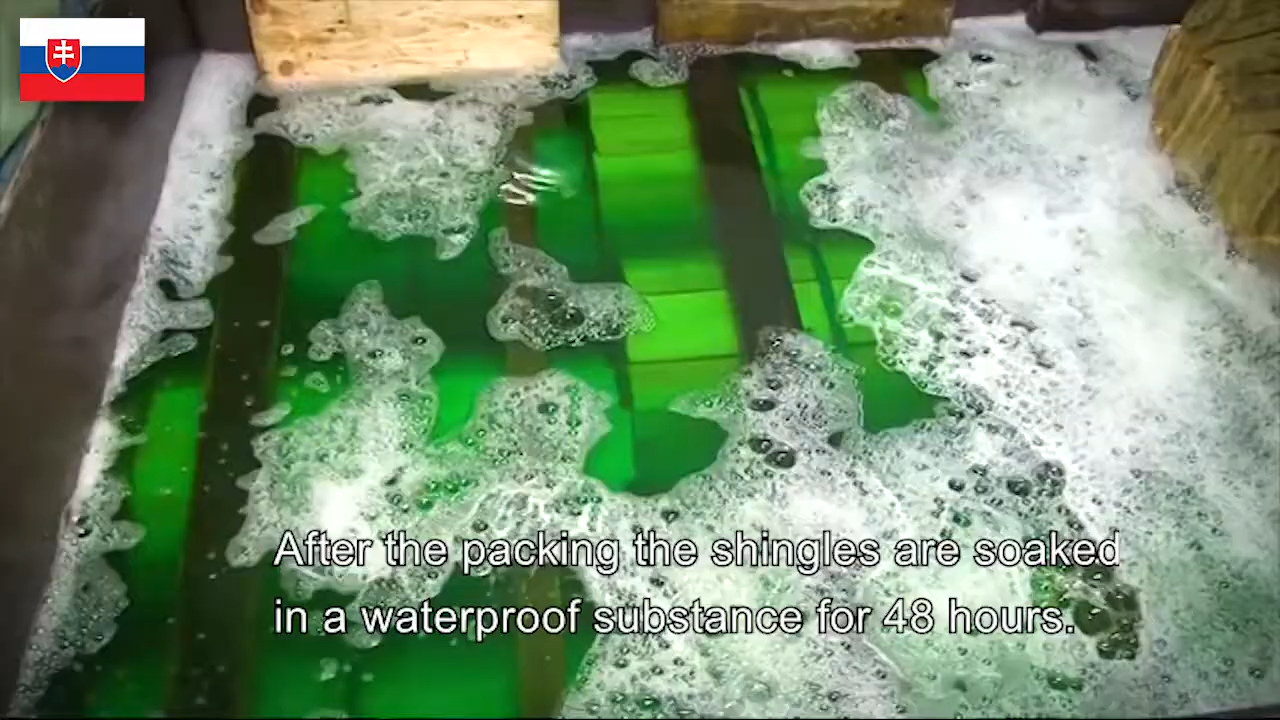 After the packing the shingles are soaked
in a waterproof substance for 48 hours.